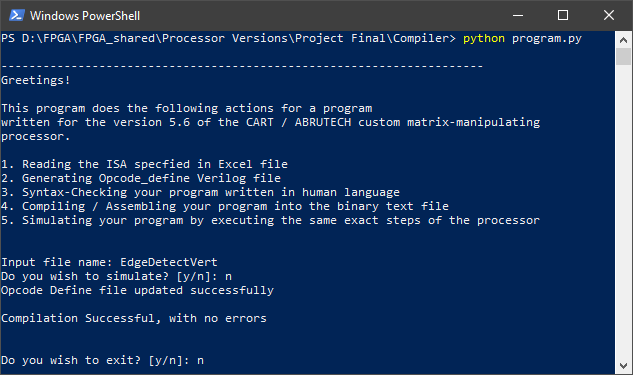 Windows PowerShell
PS D:\FPGA\FPGA_shared\Processor Versions\Project Final\Compiler> python program.py
---------------------------------------------------------------------
Greetings!
This program does the following actions for a program
written for the version 5.6 of the CART / ABRUTECH custom matrix-manipulating
processor.
1. Reading the ISA specfied in Excel file
2. Generating Opcode_define Verilog file
3. Syntax-Checking your program written in human language
4. Compiling / Assembling your program into the binary text file
5. Simulating your program by executing the same exact steps of the processor
Input file name: EdgeDetectVert
Do you wish to simulate? [y/n]: n
Opcode Define file updated successfully
Compilation Successful, with no errors
Do you wish to exit? [y/n]: n